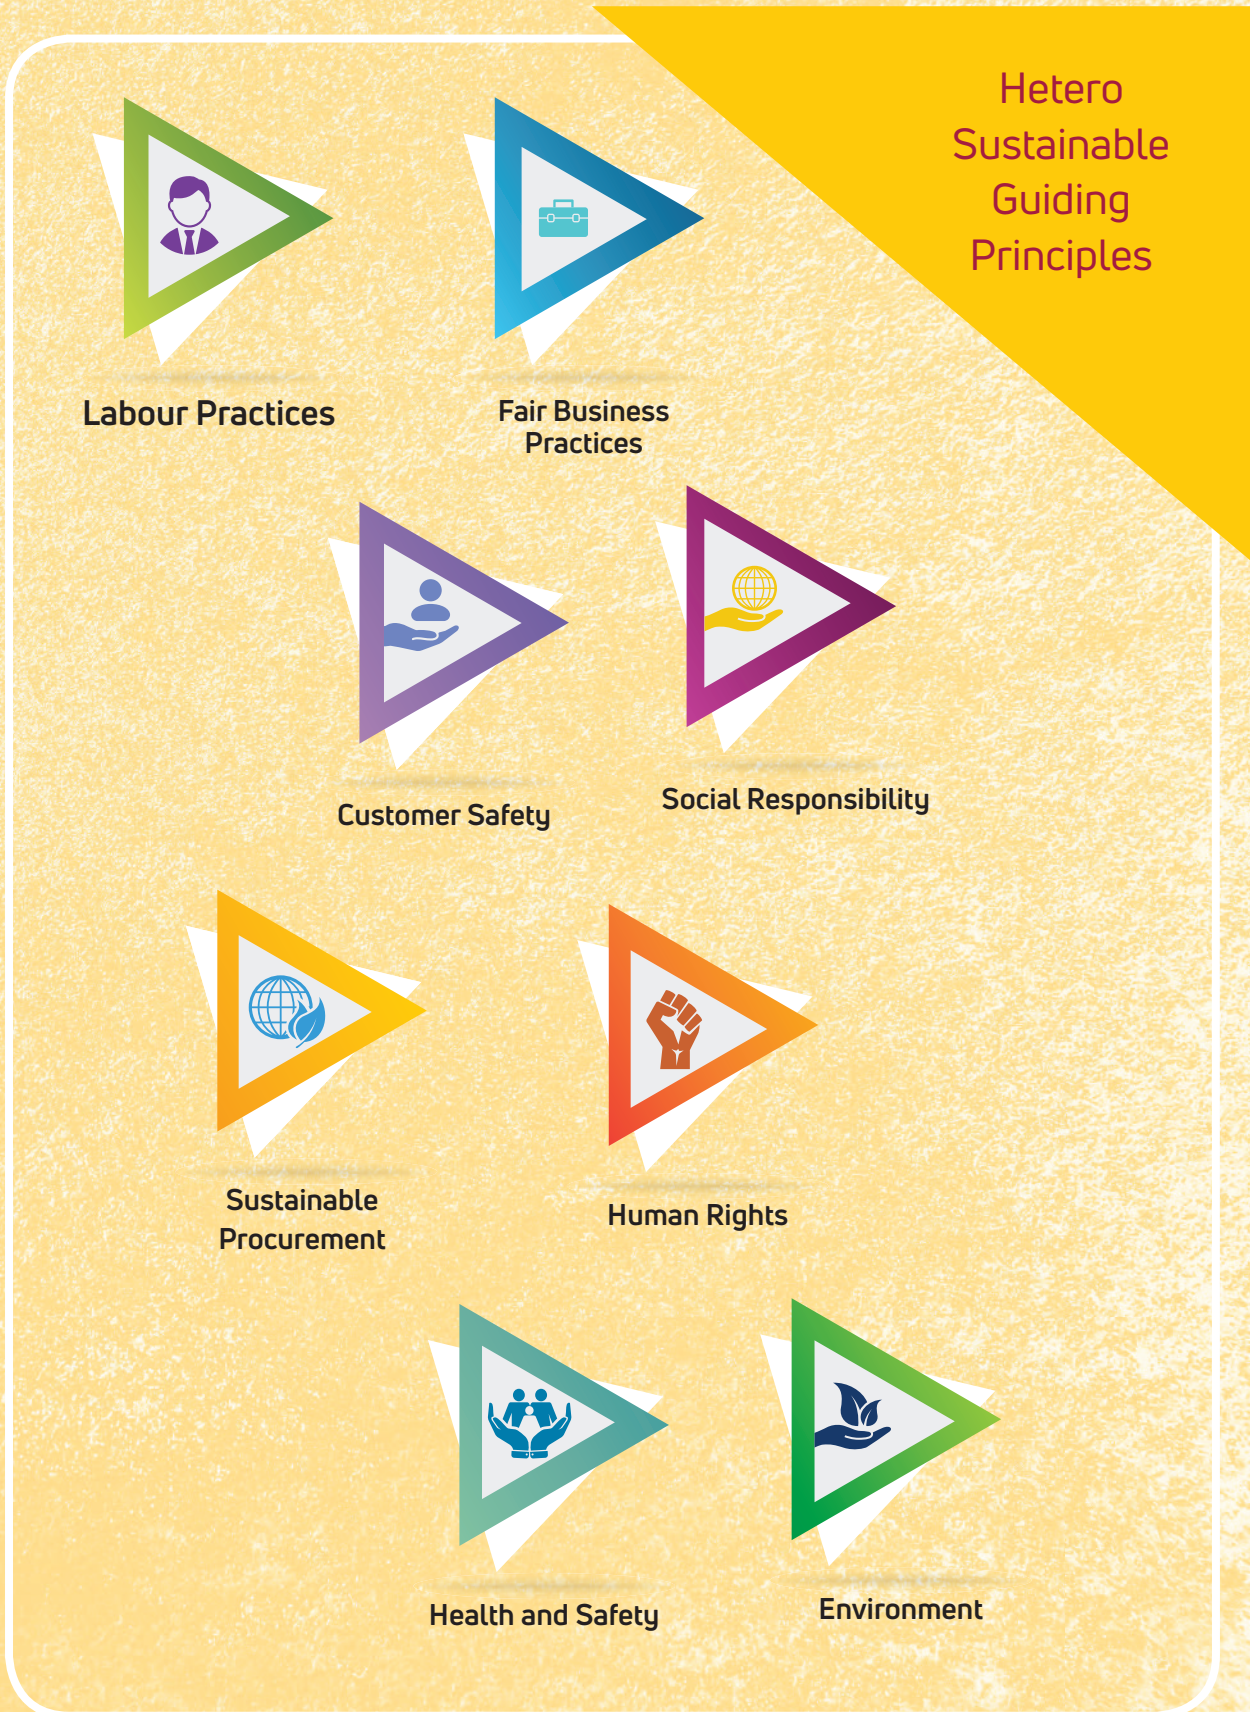 Hetero
Sustainable
Guiding
Principles
Labour Practices
Fair Business
Practices
Customer Safety
Social Responsibility
Sustainable
Procurement
Human Rights
Health and Safety
Environment